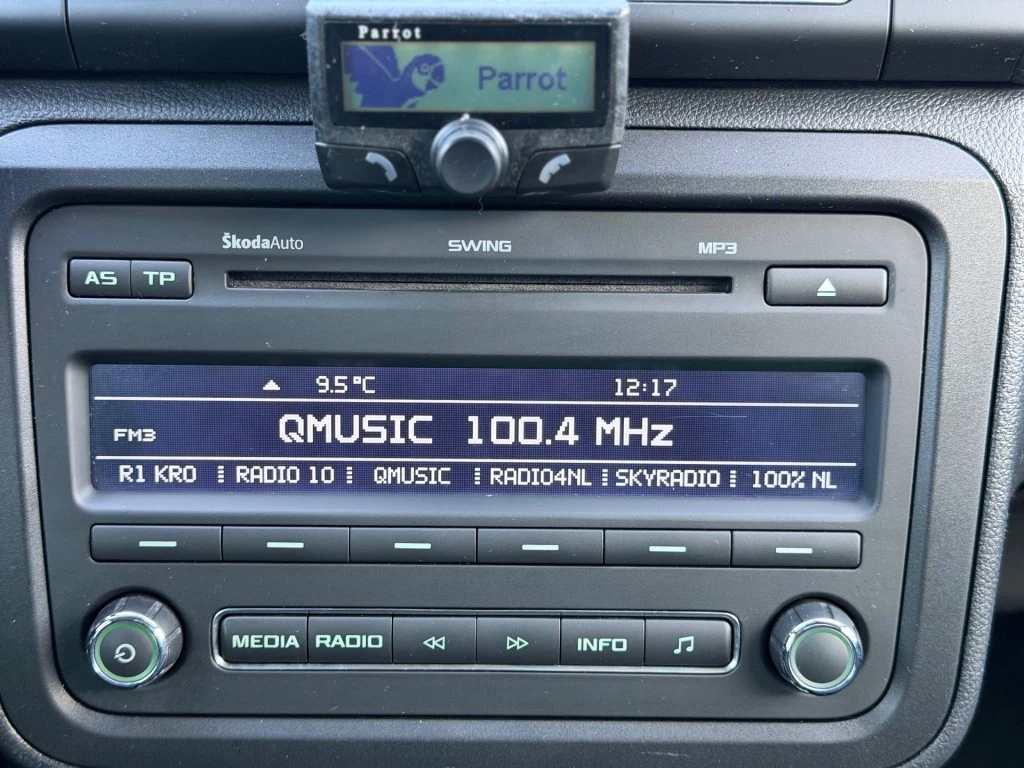 Parrot
Parrot
ŠkodaAuto SWING MP3
AS TP
9.5°C 12:17
FM3 QMUSIC 100.4 MHz
R1 KRO RADIO 10 QMUSIC RADIO4NL SKYRADIO 100% NL
MEDIA RADIO INFO